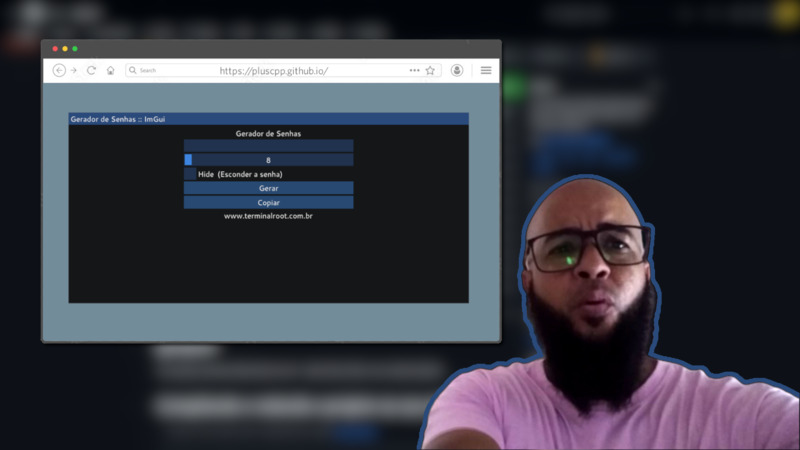 Search
https://pluscpp.github.io/
Gerador de Senhas :: ImGui
Gerador de Senhas
8
Hide (Esconder a senha)
Gerar
Copiar
www.terminalroot.com.br